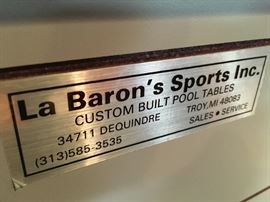 La Baron's Sports Inc.
CUSTOM BUILT POOL TABLES
34711 DEQUINDRE TROY, MI 48083
(313)585-3535 SALES • SERVICE